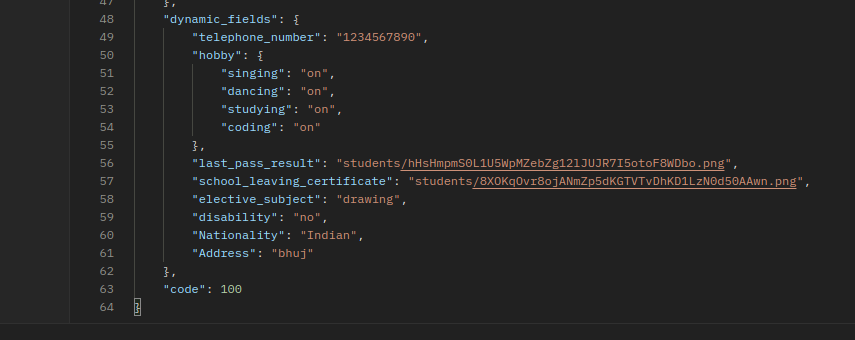 47 },
48 "dynamic_fields": {
49 "telephone_number": "1234567890",
50 "hobby": {
51 "singing": "on",
52 "dancing": "on",
53 "studying": "on",
54 "coding": "on"
55 },
56 "last_pass_result": "students/hHsHmpmS0L1U5WpMZebZg12lJUJR7I5otoF8WDbo.png",
57 "school_leaving_certificate": "students/8XOKqOvr8ojANmZp5dKGTVTvDhKD1LzN0d50AAwn.png",
58 "elective_subject": "drawing",
59 "disability": "no",
60 "Nationality": "Indian",
61 "Address": "bhuj"
62 },
63 "code": 100
64 }